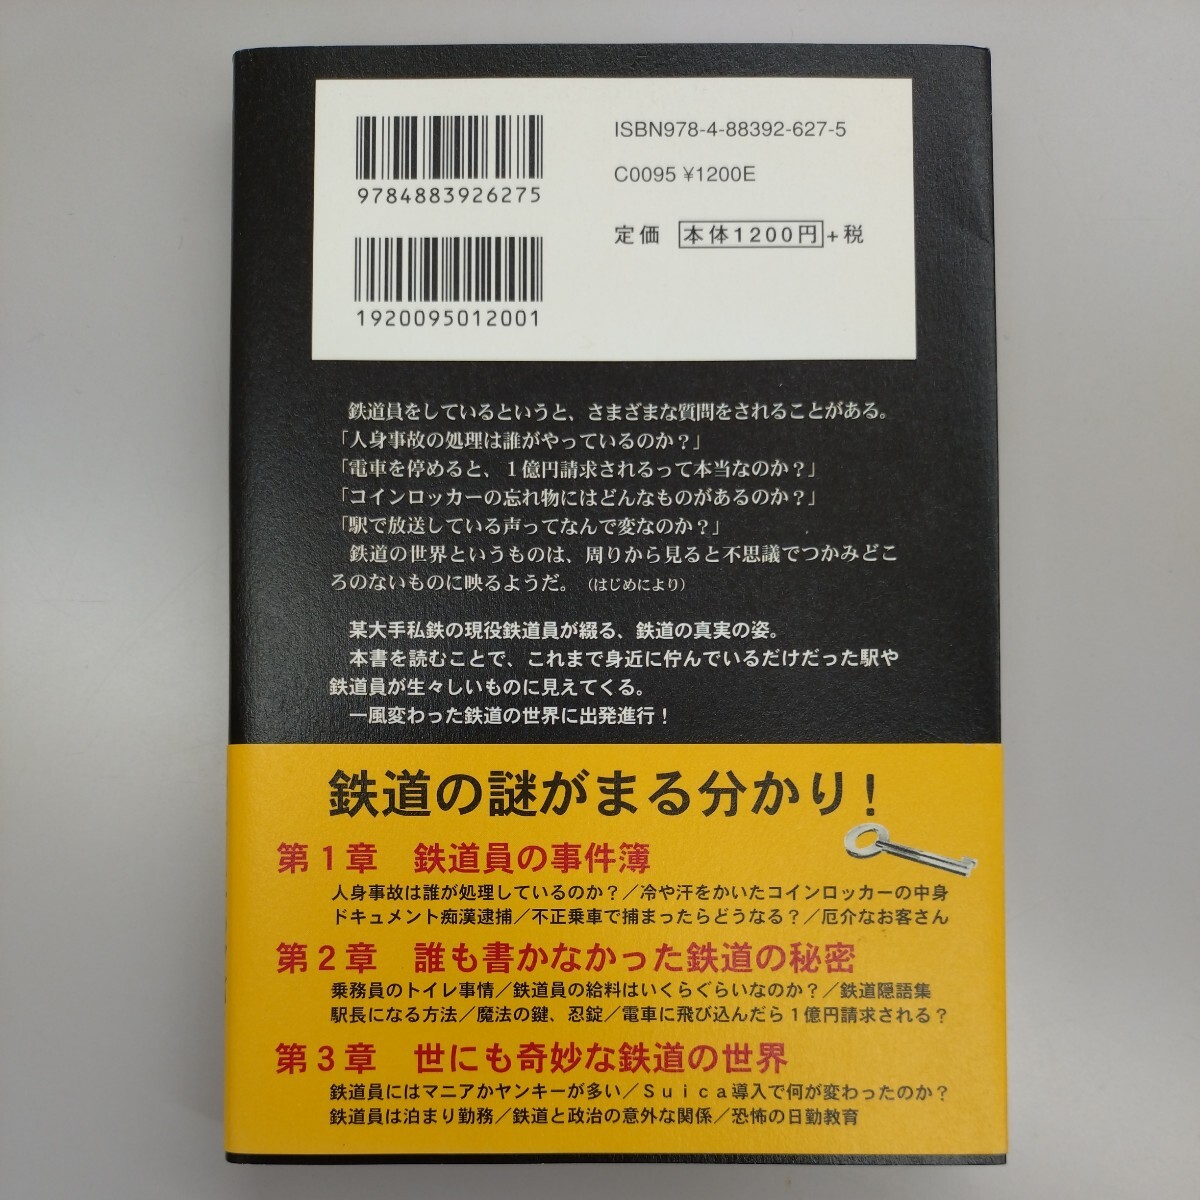 9784883926275
ISBN978-4-88392-627-5
C0095 ¥1200E
定価 本体1200円+税
1920095012001
鉄道員をしているというと、さまざまな質問をされることがある。
「人身事故の処理は誰がやっているのか？」
「電車を停めると、１億円請求されるって本当なのか？」
「コインロッカーの忘れ物にはどんなものがあるのか？」
「駅で放送している声ってなんで変なのか？」
鉄道の世界というものは、周りから見ると不思議でつかみどこ
ろのないものに映るようだ。（はじめにより）
某大手私鉄の現役鉄道員が綴る、鉄道の真実の姿。
本書を読むことで、これまで身近に佇んでいるだけだった駅や
鉄道員が生々しいものに見えてくる。
一風変わった鉄道の世界に出発進行！
鉄道の謎がまる分かり！
第１章 鉄道員の事件簿
人身事故は誰が処理しているのか？／冷や汗をかいたコインロッカーの中身
ドキュメント痴漢逮捕／不正乗車で捕まったらどうなる？／厄介なお客さん
第２章 誰も書かなかった鉄道の秘密
乗務員のトイレ事情／鉄道員の給料はいくらぐらいなのか？／鉄道隠語集
駅長になる方法／魔法の鍵、忍錠／電車に飛び込んだら１億円請求される？
第３章 世にも奇妙な鉄道の世界
鉄道員にはマニアかヤンキーが多い／Ｓｕｉｃａ導入で何が変わったのか？
鉄道員は泊まり勤務／鉄道と政治の意外な関係／恐怖の日勤教育